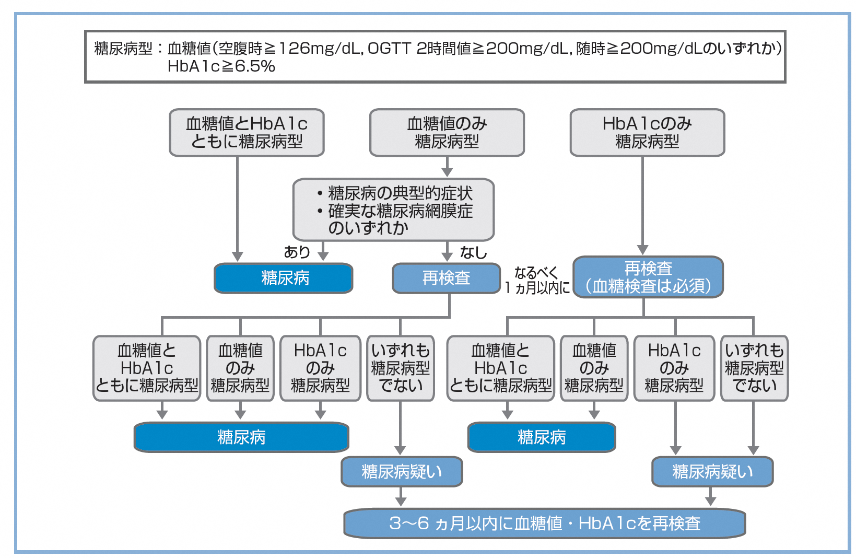 糖尿病型：血糖値(空腹時≧126mg/dL, OGTT 2時間値≧200mg/dL, 随時≧200mg/dLのいずれか)
HbA1c≧6.5%
血糖値とHbA1c
ともに糖尿病型
血糖値のみ
糖尿病型
HbA1cのみ
糖尿病型
・糖尿病の典型的症状
・確実な糖尿病網膜症
のいずれか
あり
なし
糖尿病
再検査
なるべく
1ヵ月以内に
再検査
(血糖検査は必須)
血糖値と
HbA1c
ともに糖尿病型
血糖値
のみ
糖尿病型
HbA1c
のみ
糖尿病型
いずれも
糖尿病型
でない
血糖値と
HbA1c
ともに糖尿病型
血糖値
のみ
糖尿病型
HbA1c
のみ
糖尿病型
いずれも
糖尿病型
でない
糖尿病
糖尿病
糖尿病疑い
糖尿病疑い
3〜6ヵ月以内に血糖値・HbA1cを再検査